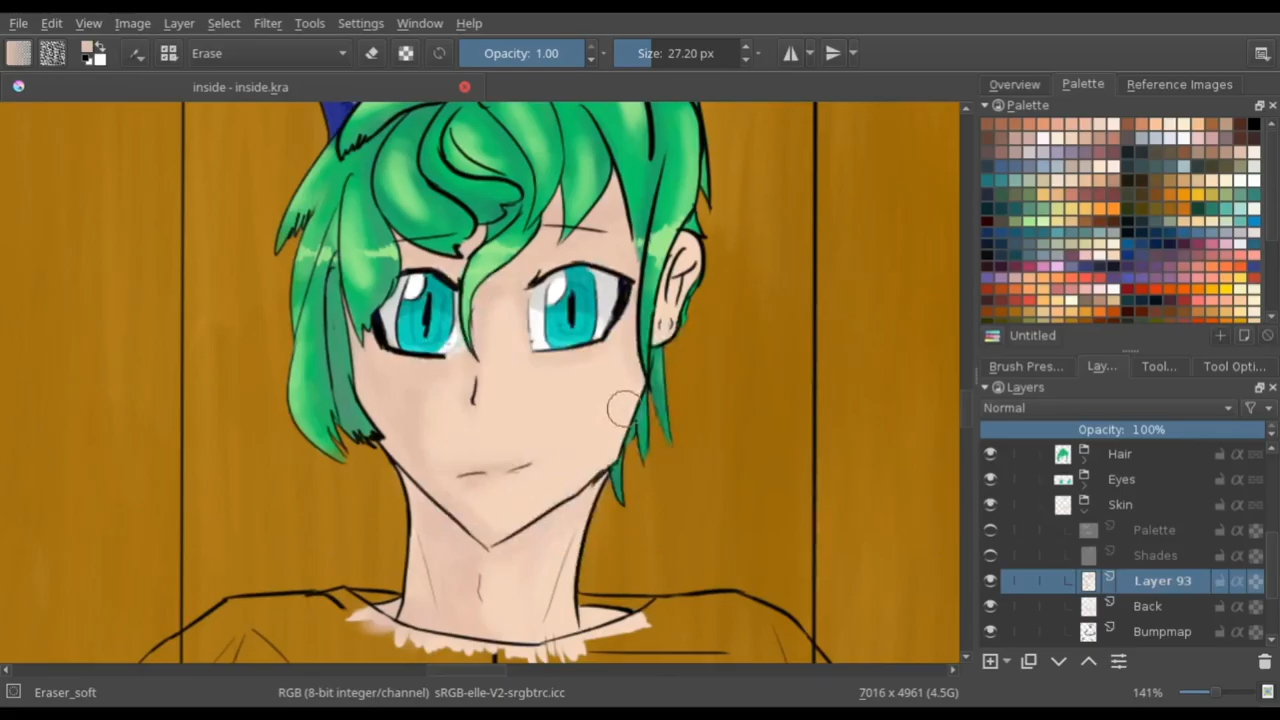 File Edit View Image Layer Select Filter Tools Settings Window Help
Erase Opacity: 1.00 Size: 27.20 px
inside - inside.kra Overview Palette Reference Images
Palette
Untitled
Brush Pres... Lay... Tool... Tool Opti...
Layers
Normal
Opacity: 100%
Hair
Eyes
Skin
Palette
Shades
Layer 93
Back
Bumpmap
Eraser_soft RGB (8-bit integer/channel) sRGB-elle-V2-srgbtrc.icc 7016 x 4961 (4.5G) 141%